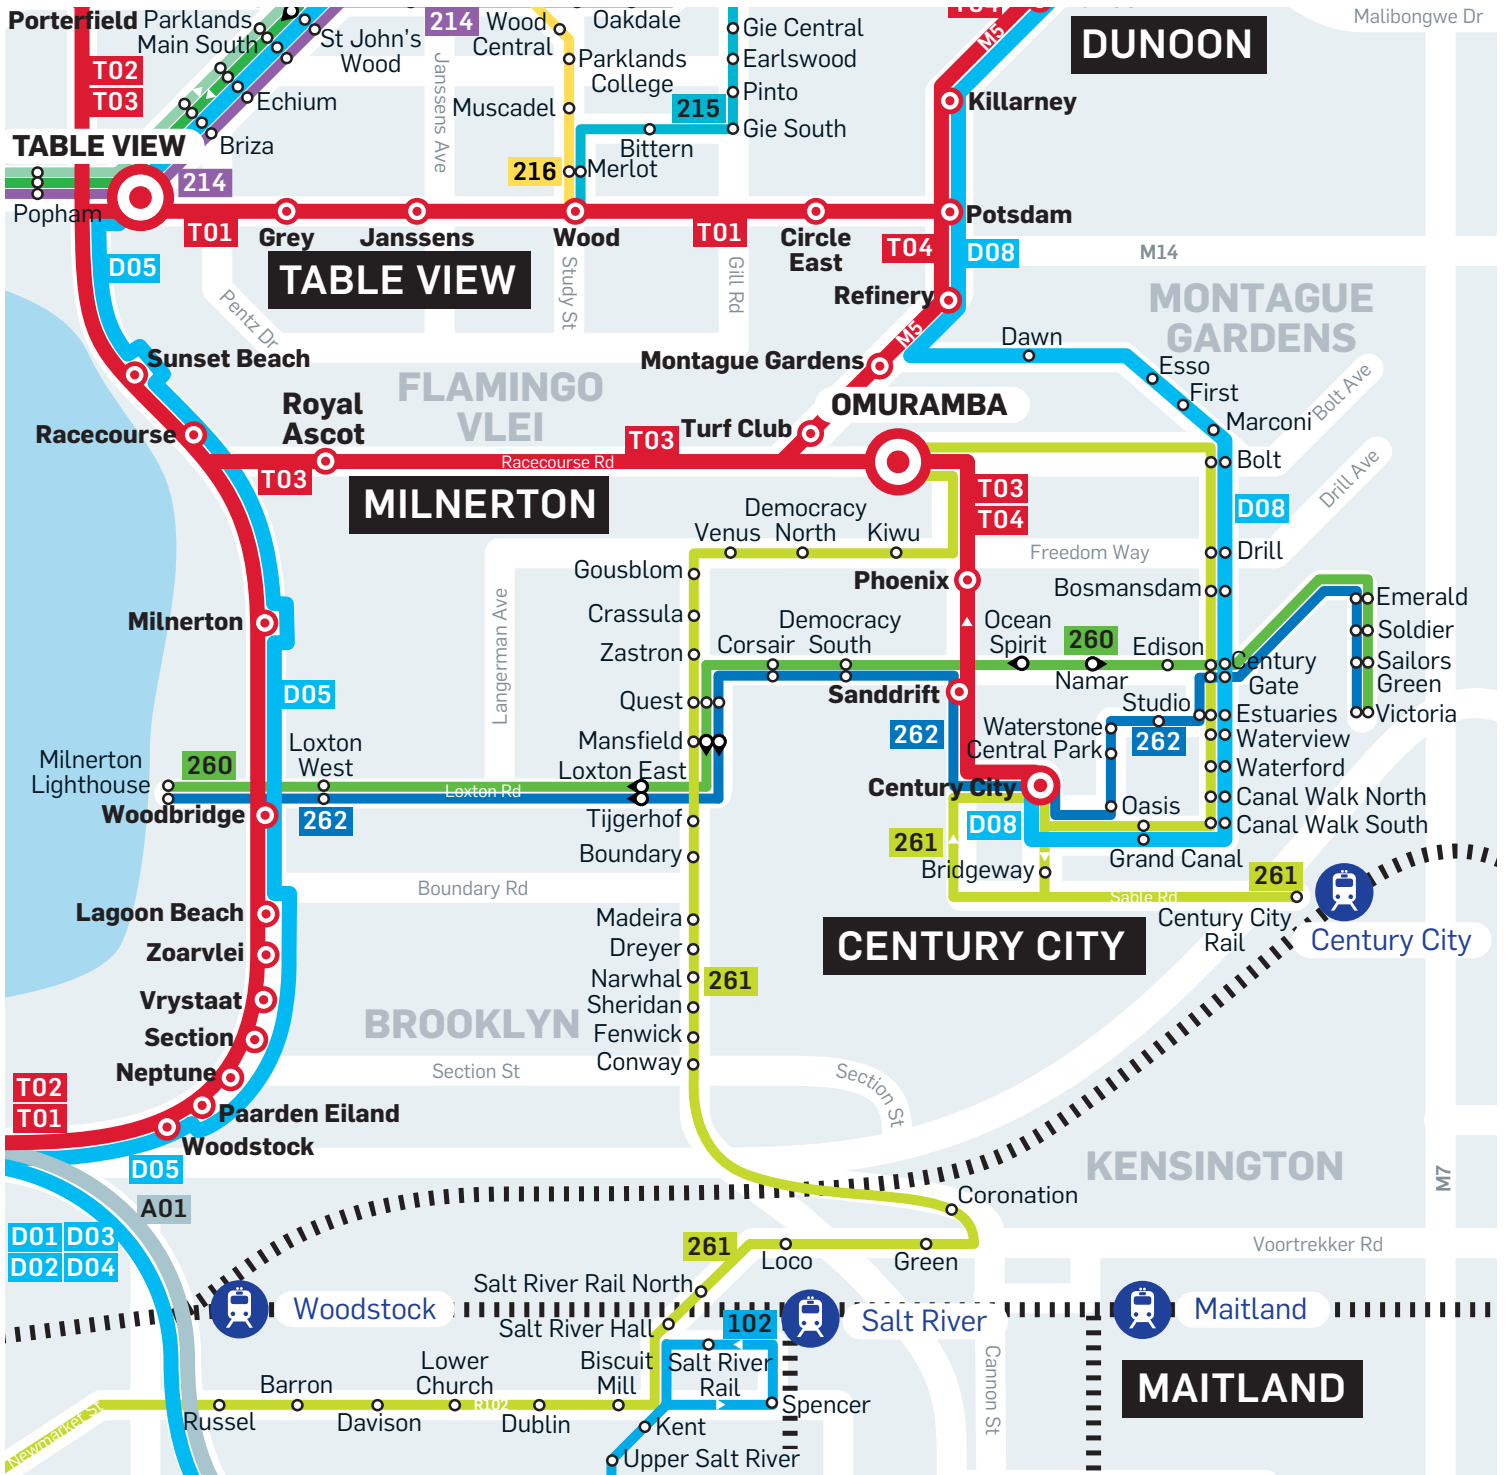 Porterfield
Parklands
Main South
St John's
Wood
214
Wood
Central
Oakdale
Gie Central
M5
DUNOON
Malibongwe Dr
T02
T03
Janssens Ave
Parklands
College
Earlswood
Pinto
Killarney
Echium
Muscadel
215
Gie South
TABLE VIEW
Briza
Bittern
216
Merlot
214
Popham
T01
Grey
Janssens
Wood
T01
Circle
East
T04
Potsdam
D08
M14
D05
TABLE VIEW
Study St
Gill Rd
Refinery
MONTAGUE
GARDENS
Pentz Dr
M5
Dawn
Sunset Beach
Montague Gardens
Esso
First
Marconi
Bolt Ave
FLAMINGO
VLEI
Royal
Ascot
OMURAMBA
Racecourse
T03
Turf Club
T03
Racecourse Rd
Bolt
Drill Ave
MILNERTON
T03
T04
D08
Democracy
North
Venus
Kiwu
Freedom Way
Drill
Gousblom
Phoenix
Bosmansdam
Langerman Ave
Crassula
Milnerton
Emerald
Soldier
Sailors
Green
Victoria
Zastron
Corsair
Democracy
South
Ocean
Spirit
260
Namar
Edison
Century
Gate
D05
Quest
Sanddrift
262
Studio
262
Estuaries
Waterstone
Central Park
Waterview
Mansfield
Milnerton
Lighthouse
260
Loxton
West
Loxton East
Loxton Rd
Century City
Waterford
Woodbridge
262
Tijgerhof
Oasis
Canal Walk North
Canal Walk South
D08
261
Boundary
Bridgeway
Grand Canal
Boundary Rd
261
Sable Rd
Century City
Rail
Century City
Lagoon Beach
Madeira
Zoarvlei
Dreyer
CENTURY CITY
Narwhal
261
Vrystaat
Sheridan
BROOKLYN
Section
Fenwick
Neptune
Conway
Section St
Section St
T02
T01
Paarden Eiland
Woodstock
D05
A01
KENSINGTON
M7
Coronation
D01
D03
D02
D04
261
Loco
Green
Voortrekker Rd
Salt River Rail North
Woodstock
Salt River Hall
102
Salt River
Maitland
Biscuit
Mill
Salt River
Rail
Cannon St
MAITLAND
Barron
Lower
Church
Newmarket St
Russel
Davison
R102
Dublin
Kent
Spencer
Upper Salt River